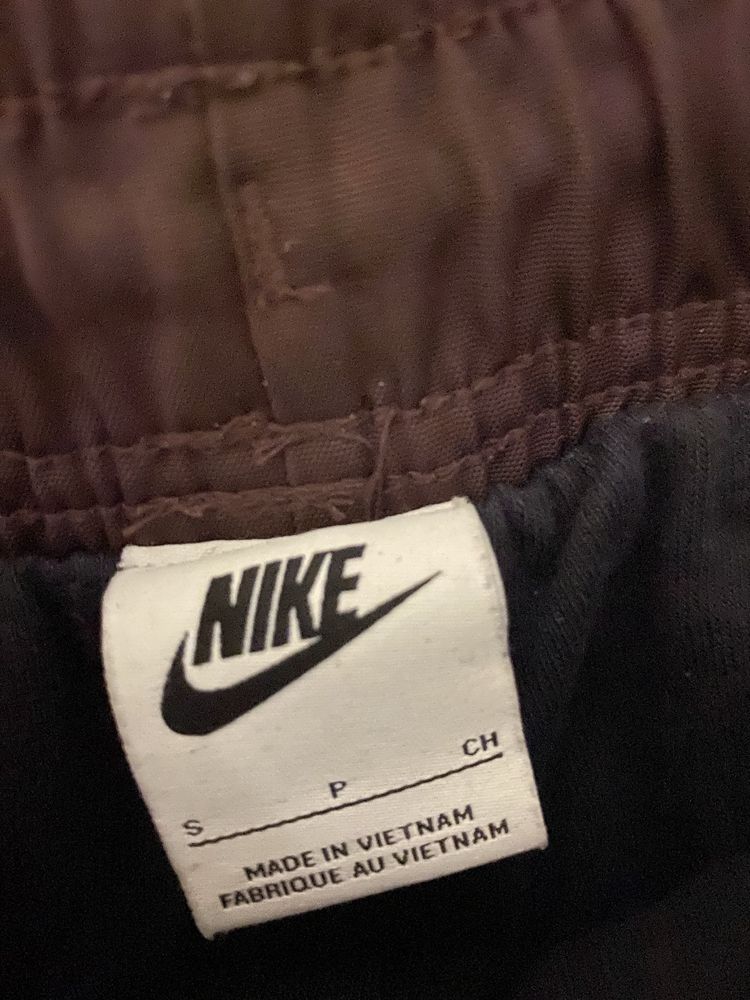 NIKE
S P CH
MADE IN VIETNAM
FABRIQUE AU VIETNAM